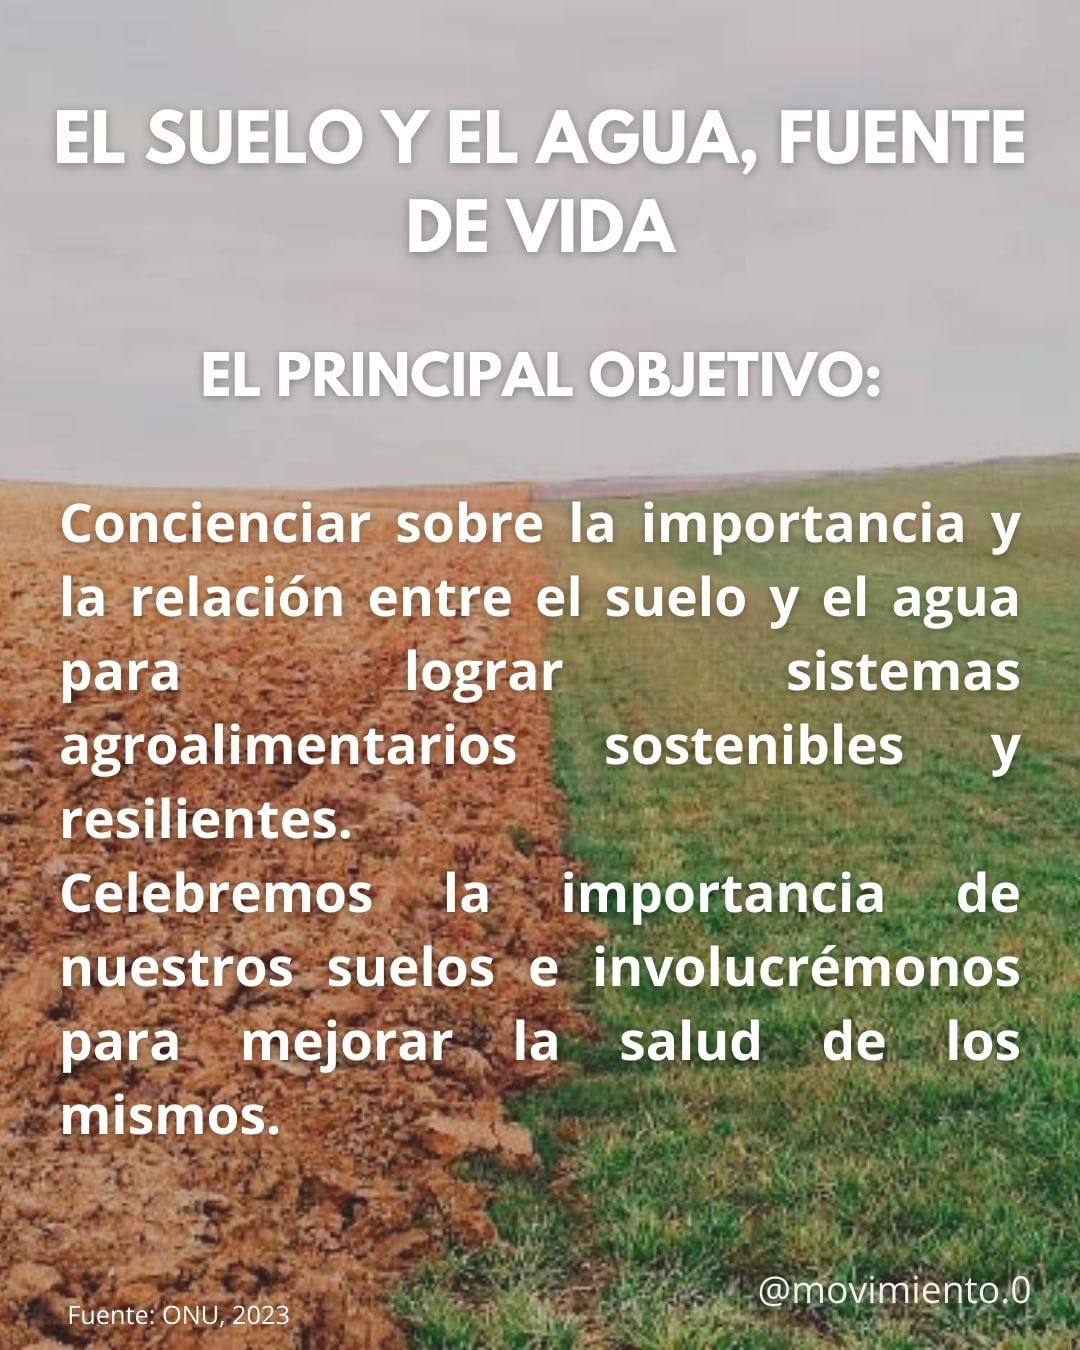 EL SUELO Y EL AGUA, FUENTE
DE VIDA
EL PRINCIPAL OBJETIVO:
Concienciar sobre la importancia y
la relación entre el suelo y el agua
para lograr sistemas
agroalimentarios sostenibles y
resilientes.
Celebremos la importancia de
nuestros suelos e involucrémonos
para mejorar la salud de los
mismos.
@movimiento.0
Fuente: ONU, 2023